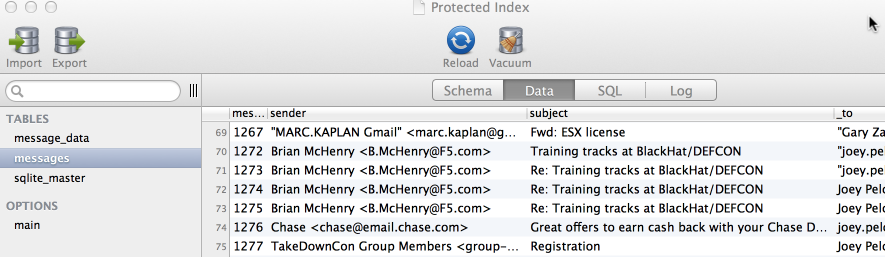 Protected Index
Import Export Reload Vacuum
Schema Data SQL Log
TABLES
message_data
messages
sqlite_master
OPTIONS
main
mes... sender subject _to
69 1267 "MARC.KAPLAN Gmail" <marc.kaplan@g... Fwd: ESX license "Gary Za
70 1272 Brian McHenry <B.McHenry@F5.com> Training tracks at BlackHat/DEFCON "joey.pel
71 1273 Brian McHenry <B.McHenry@F5.com> Re: Training tracks at BlackHat/DEFCON "joey.pel
72 1274 Brian McHenry <B.McHenry@F5.com> Re: Training tracks at BlackHat/DEFCON Joey Pelo
73 1275 Brian McHenry <B.McHenry@F5.com> Re: Training tracks at BlackHat/DEFCON Joey Pelo
74 1276 Chase <chase@email.chase.com> Great offers to earn cash back with your Chase D... joey.pelo
75 1277 TakeDownCon Group Members <group-... Registration Joey Pelo